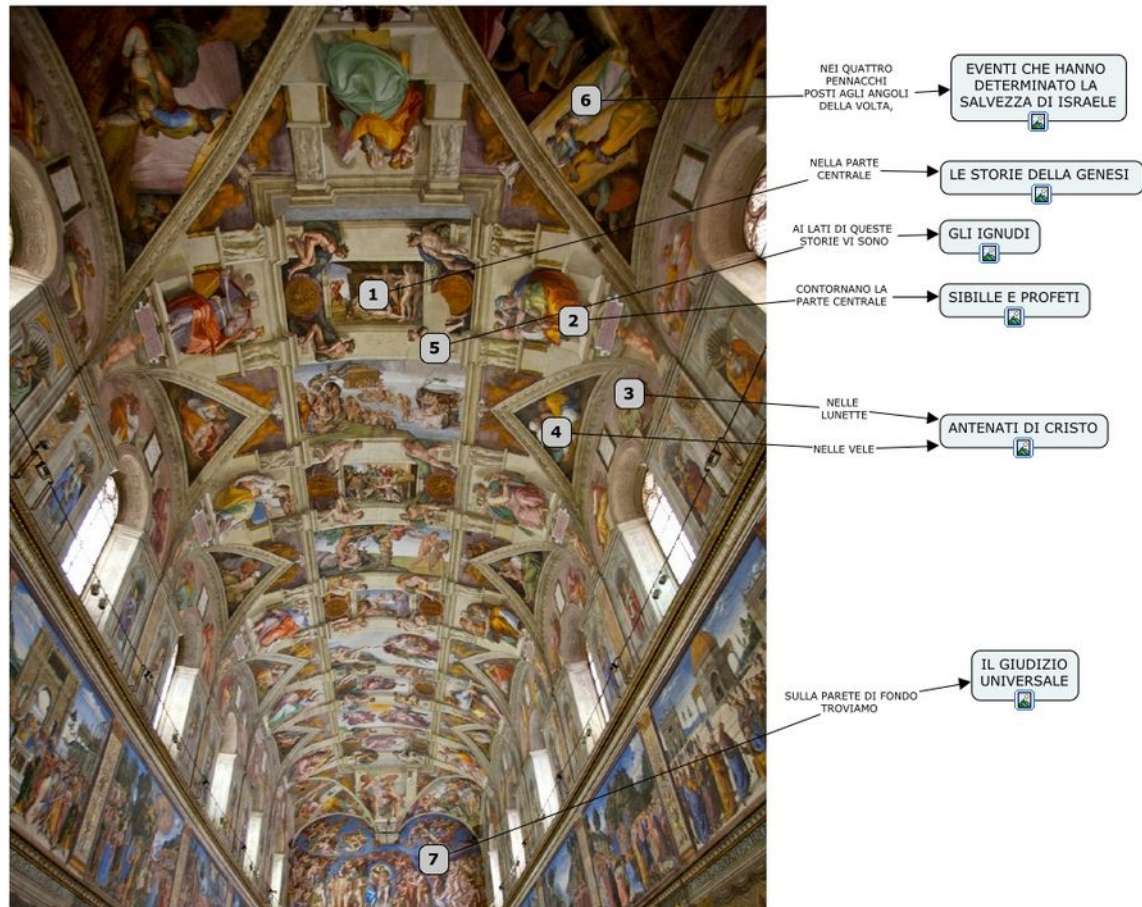 NEI QUATTRO
PENNACCHI
POSTI AGLI ANGOLI
DELLA VOLTA,
EVENTI CHE HANNO
DETERMINATO LA
SALVEZZA DI ISRAELE
6
NELLA PARTE
CENTRALE
LE STORIE DELLA GENESI
AI LATI DI QUESTE
STORIE VI SONO
GLI IGNUDI
1
CONTORNANO LA
PARTE CENTRALE
SIBILLE E PROFETI
2
5
3
NELLE
LUNETTE
ANTENATI DI CRISTO
4
NELLE VELE
IL GIUDIZIO
UNIVERSALE
SULLA PARETE DI FONDO
TROVIAMO
7